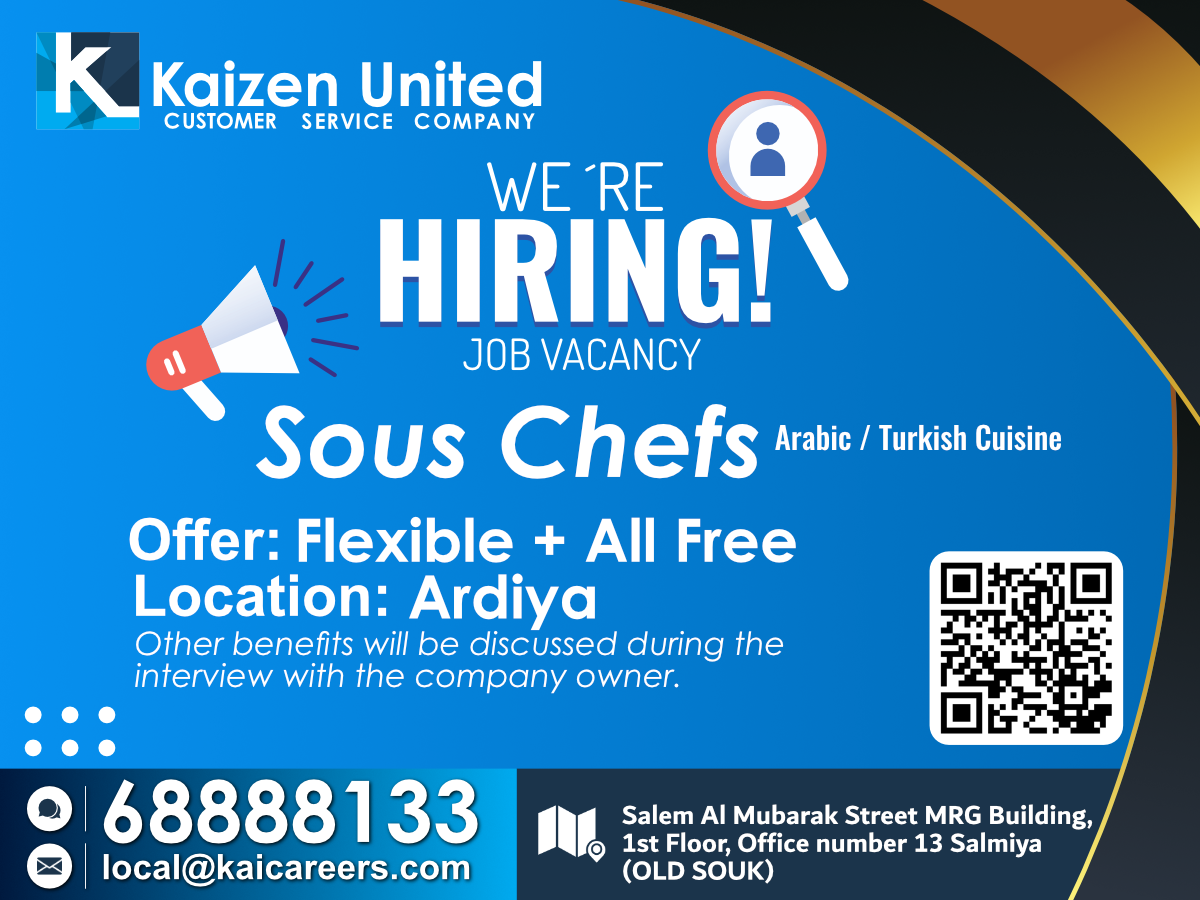 K
Kaizen United
CUSTOMER SERVICE COMPANY
WE ´RE
HIRING!
JOB VACANCY
Sous Chefs Arabic / Turkish Cuisine
Offer: Flexible + All Free
Location: Ardiya
Other benefits will be discussed during the
interview with the company owner.
68888133
local@kaicareers.com
Salem Al Mubarak Street MRG Building,
1st Floor, Office number 13 Salmiya
(OLD SOUK)